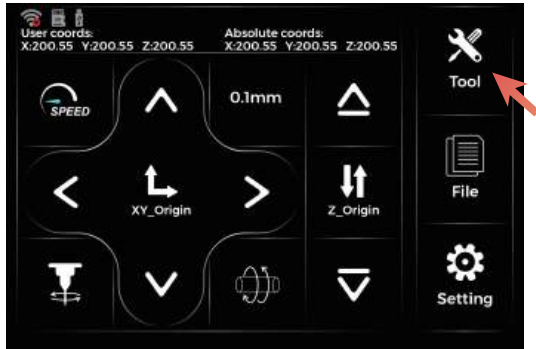 User coords:
X:200.55 Y:200.55 Z:200.55
Absolute coords:
X:200.55 Y:200.55 Z:200.55
Tool
SPEED
0.1mm
XY_Origin
Z_Origin
File
Setting